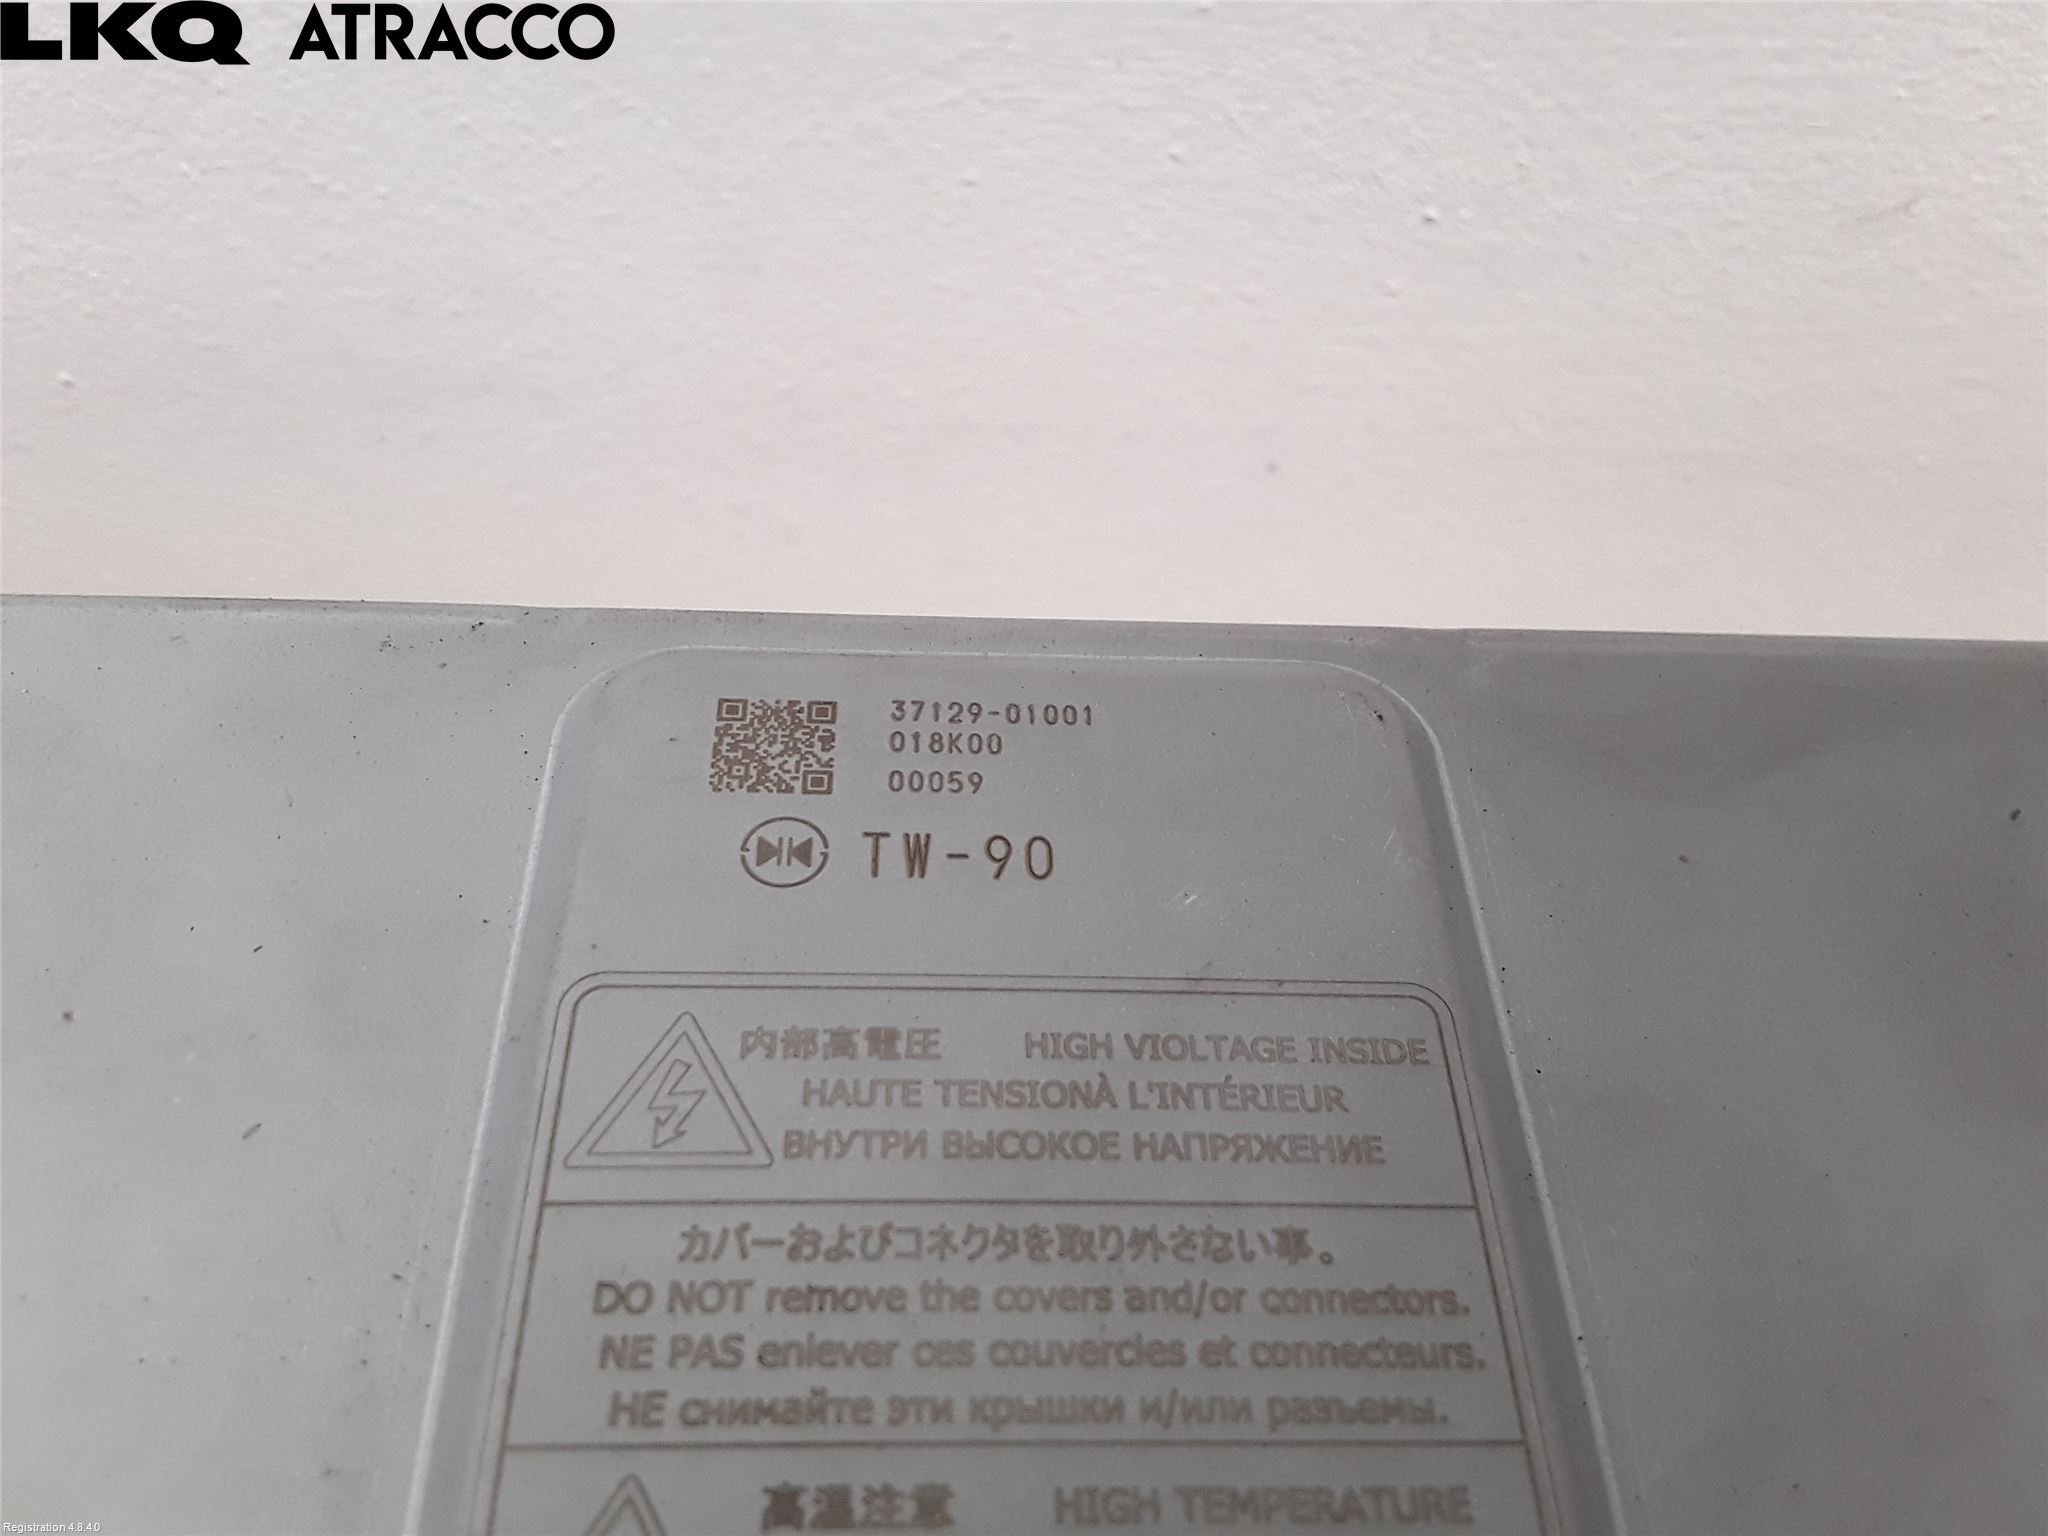 LKQ ATRACCO
37129-01001
018K00
00059
TW-90
内部高電圧 HIGH VIOLTAGE INSIDE
HAUTE TENSIONÀ L'INTÉRIEUR
ВНУТРИ ВЫСОКОЕ НАПРЯЖЕНИЕ
カバーおよびコネクタを取り外さない事。
DO NOT remove the covers and/or connectors.
NE PAS enlever ces couvercles et connecteurs.
НЕ снимайте эти крышки и/или разъемы.
高温注意 HIGH TEMPERATURE
Registration 4.8.4.0